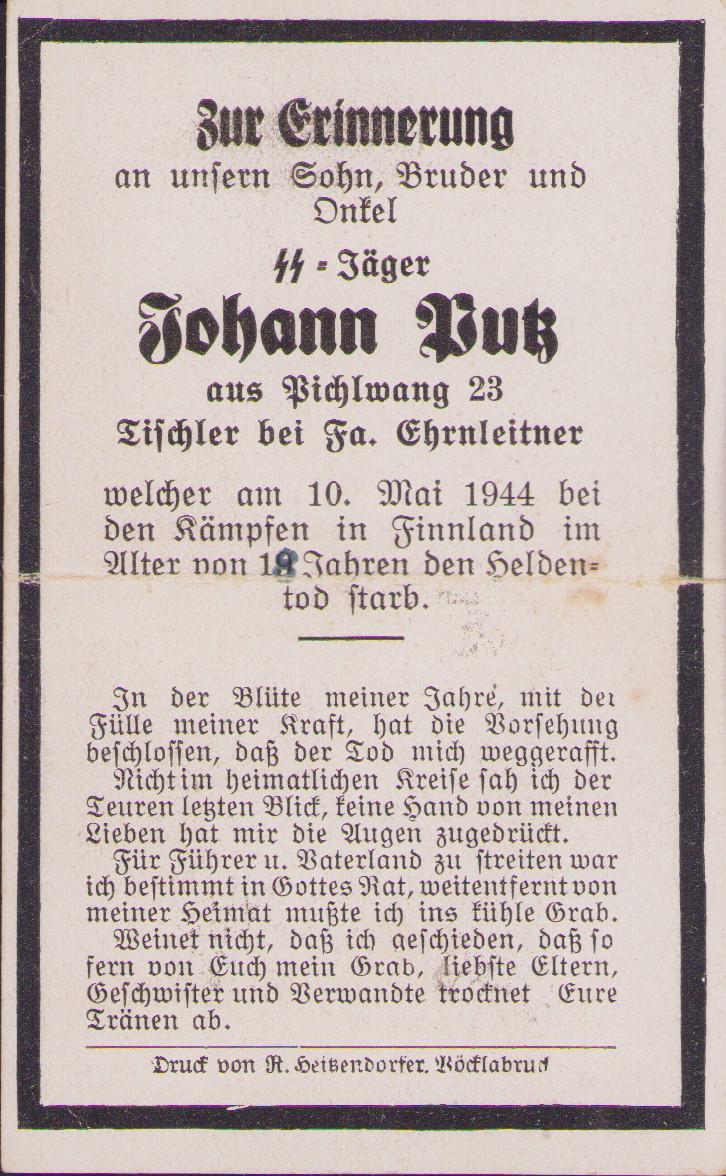 Zur Erinnerung
an unsern Sohn, Bruder und
Onkel
SS-Jäger
Johann Putz
aus Pichlwang 23
Tischler bei Fa. Ehrnleitner
welcher am 10. Mai 1944 bei
den Kämpfen in Finnland im
Alter von 18 Jahren den Helden-
tod starb.
In der Blüte meiner Jahre, mit der
Fülle meiner Kraft, hat die Vorsehung
beschlossen, daß der Tod mich weggerafft.
Nicht im heimatlichen Kreise sah ich der
Teuren letzten Blick, keine Hand von meinen
Lieben hat mir die Augen zugedrückt.
Für Führer u. Vaterland zu streiten war
ich bestimmt in Gottes Rat, weitentfernt von
meiner Heimat mußte ich ins kühle Grab.
Weinet nicht, daß ich geschieden, daß so
fern von Euch mein Grab, liebste Eltern,
Geschwister und Verwandte trocknet Eure
Tränen ab.
Druck von R. Heitzendorfer, Vöcklabruck